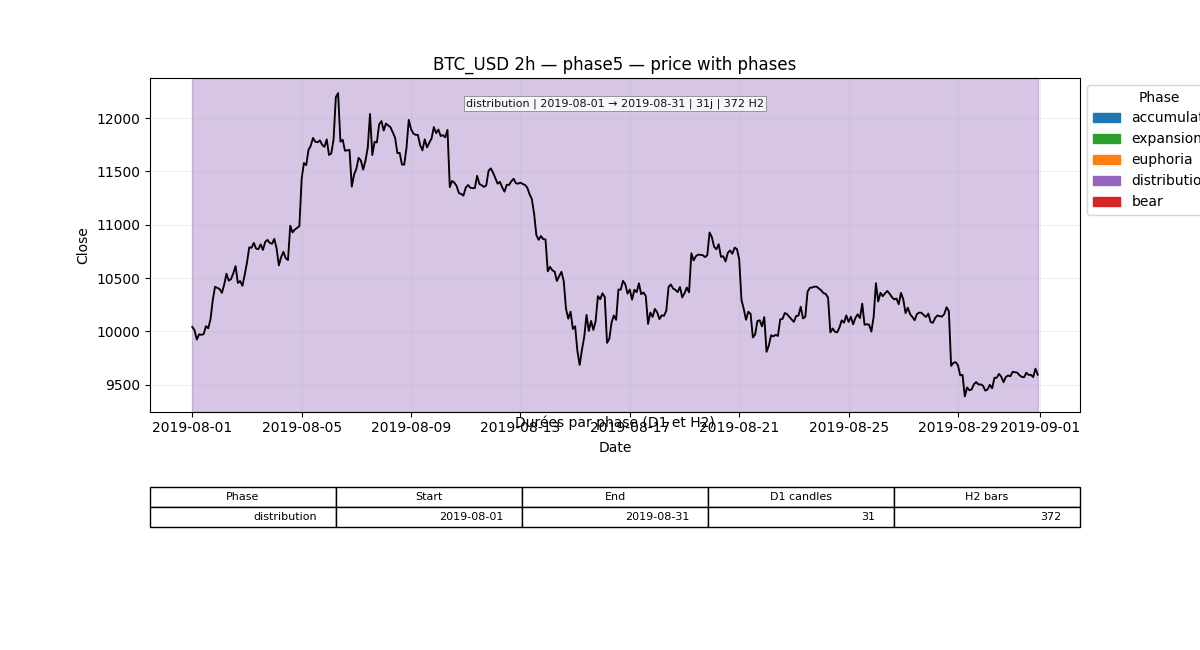 BTC_USD 2h — phase5 — price with phases
distribution | 2019-08-01 → 2019-08-31 | 31j | 372 H2
Close
12000
11500
11000
10500
10000
9500
Phase
accumulat
expansion
euphoria
distributio
bear
Durées par phase (D1 et H2)
2019-08-01 2019-08-05 2019-08-09 2019-08-13 2019-08-17 2019-08-21 2019-08-25 2019-08-29 2019-09-01
Date
Phase Start End D1 candles H2 bars
distribution 2019-08-01 2019-08-31 31 372